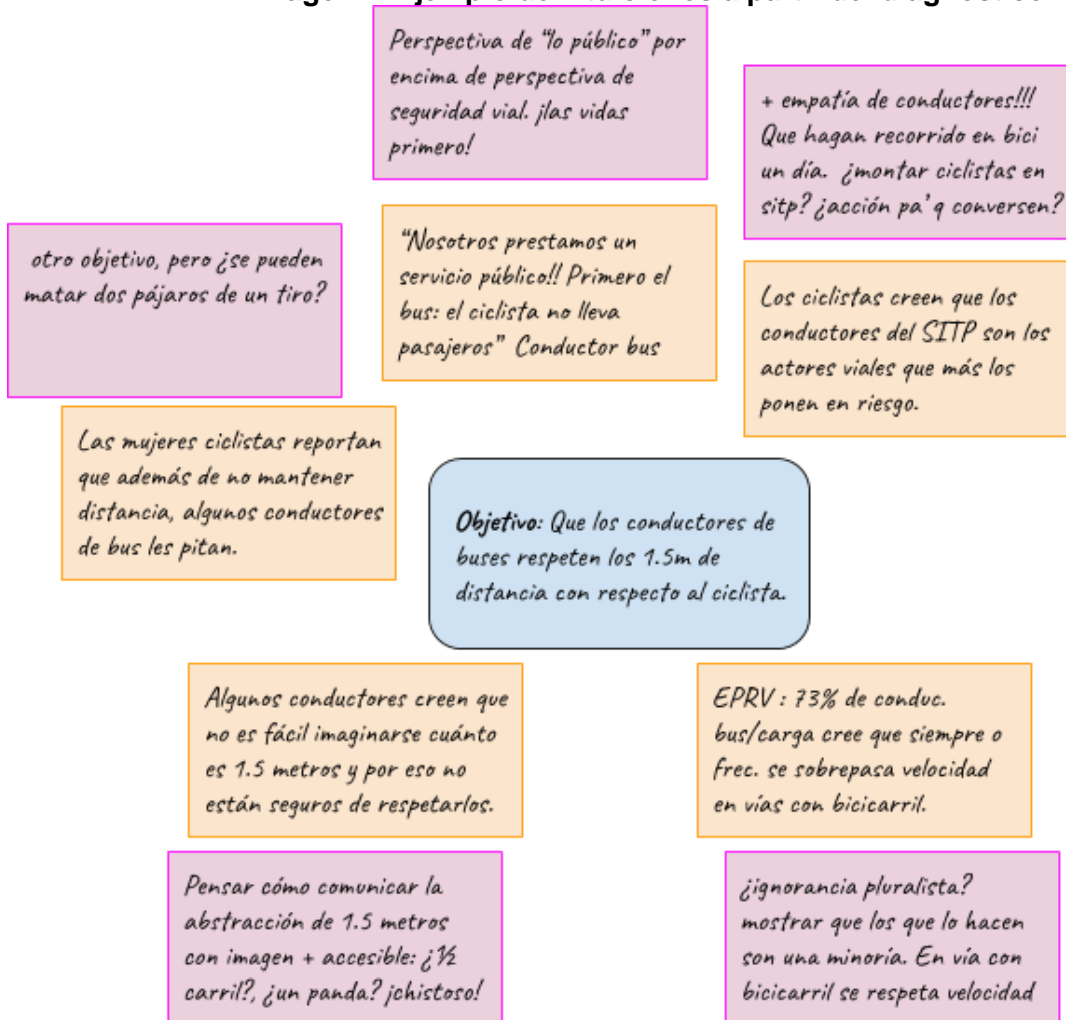 Perspectiva de “lo público” por
encima de perspectiva de
seguridad vial. ¡las vidas
primero!
+ empatía de conductores!!!
Que hagan recorrido en bici
un día. ¿montar ciclistas en
sitp? ¿acción pa' q conversen?
otro objetivo, pero ¿se pueden
matar dos pájaros de un tiro?
“Nosotros prestamos un
servicio público!! Primero el
bus: el ciclista no lleva
pasajeros” Conductor bus
Los ciclistas creen que los
conductores del SITP son los
actores viales que más los
ponen en riesgo.
Las mujeres ciclistas reportan
que además de no mantener
distancia, algunos conductores
de bus les pitan.
Objetivo: Que los conductores de
buses respeten los 1.5m de
distancia con respecto al ciclista.
Algunos conductores creen que
no es fácil imaginarse cuánto
es 1.5 metros y por eso no
están seguros de respetarlos.
EPRV : 73% de conduc.
bus/carga cree que siempre o
frec. se sobrepasa velocidad
en vías con bicicarril.
Pensar cómo comunicar la
abstracción de 1.5 metros
con imagen + accesible: ¿½
carril?, ¿un panda? ¡chistoso!
¿ignorancia pluralista?
mostrar que los que lo hacen
son una minoría. En vía con
bicicarril se respeta velocidad